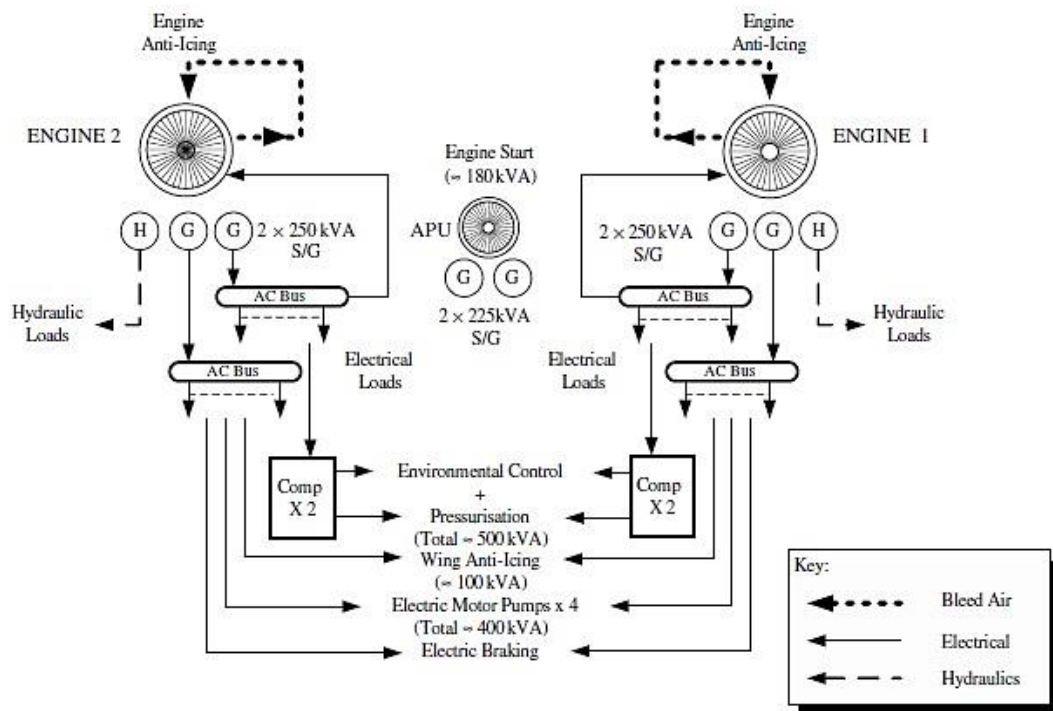 Engine
Anti-Icing
Engine
Anti-Icing
ENGINE 2
ENGINE 1
Engine Start
(≈ 180 kVA)
APU
H
G
G
2 × 250 kVA
S/G
G
G
2 × 225kVA
S/G
2 × 250 kVA
S/G
G
G
H
AC Bus
AC Bus
Hydraulic
Loads
Hydraulic
Loads
Electrical
Loads
Electrical
Loads
AC Bus
AC Bus
Comp
X 2
Comp
X 2
Environmental Control
+
Pressurisation
(Total ≈ 500 kVA)
Wing Anti-Icing
(≈ 100 kVA)
Electric Motor Pumps x 4
(Total ≈ 400 kVA)
Electric Braking
Key:
Bleed Air
Electrical
Hydraulics